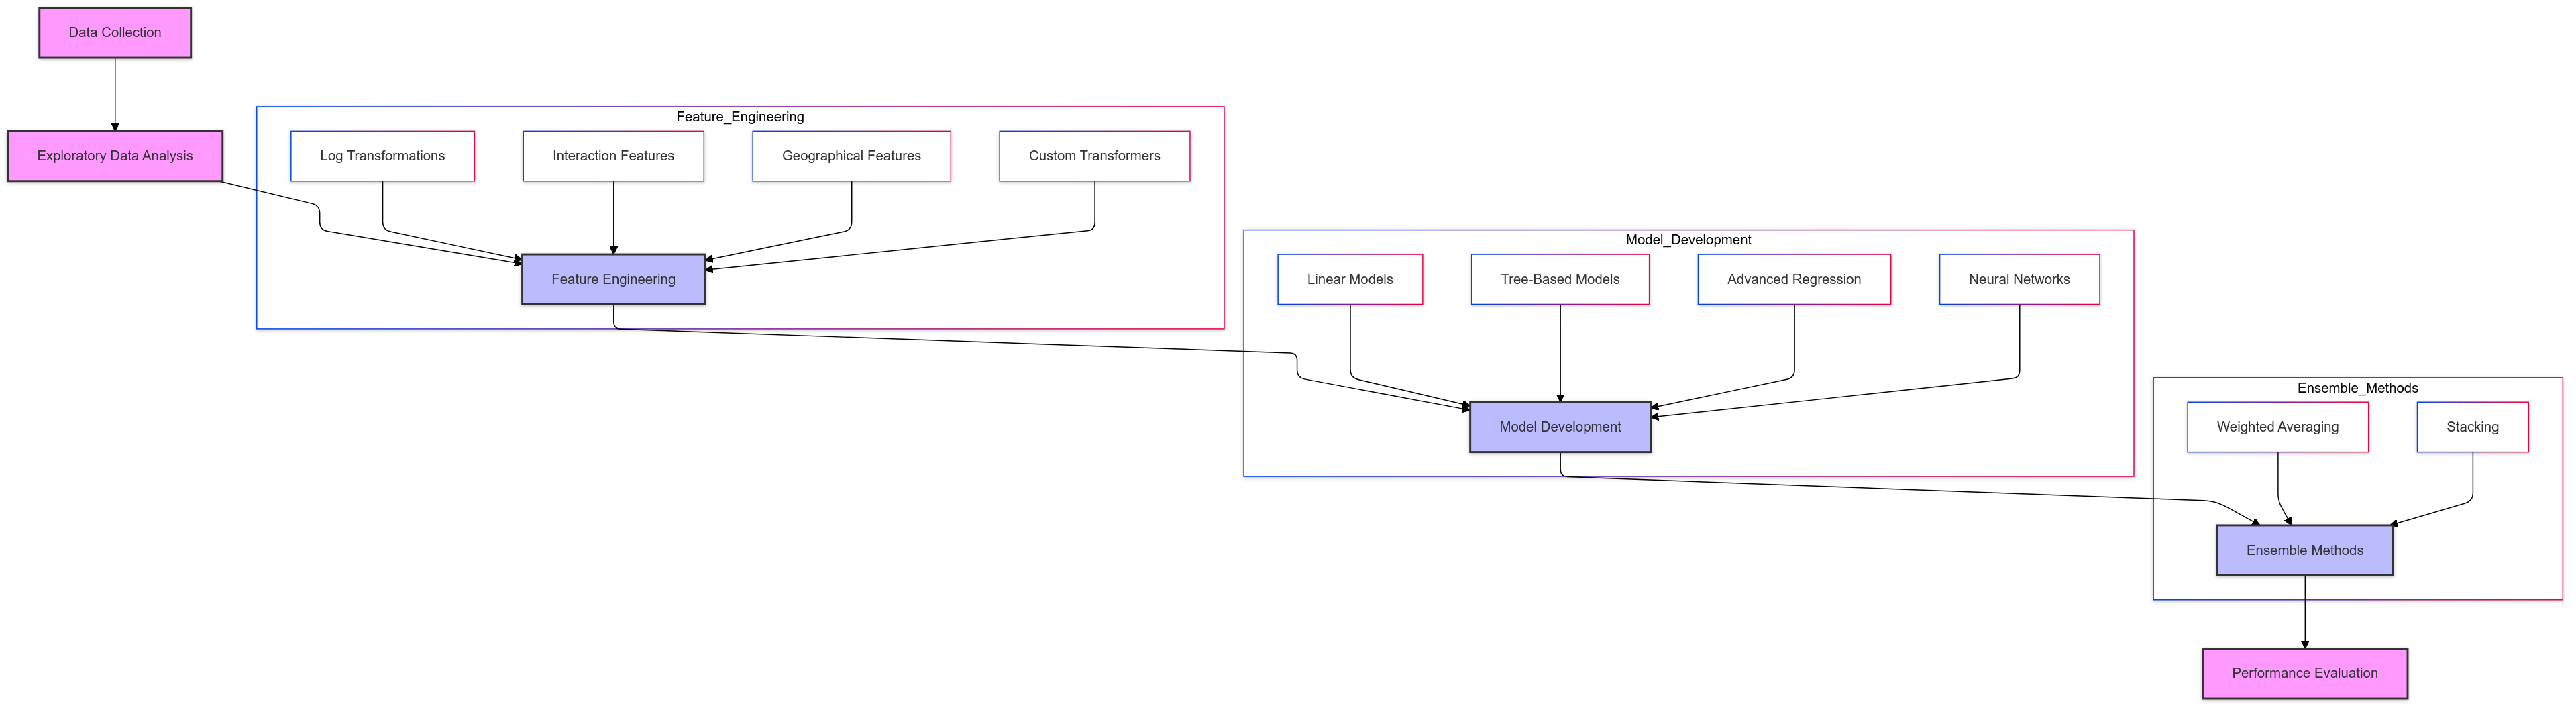 Data Collection
Exploratory Data Analysis
Feature_Engineering
Log Transformations
Interaction Features
Geographical Features
Custom Transformers
Feature Engineering
Model_Development
Linear Models
Tree-Based Models
Advanced Regression
Neural Networks
Model Development
Ensemble_Methods
Weighted Averaging
Stacking
Ensemble Methods
Performance Evaluation